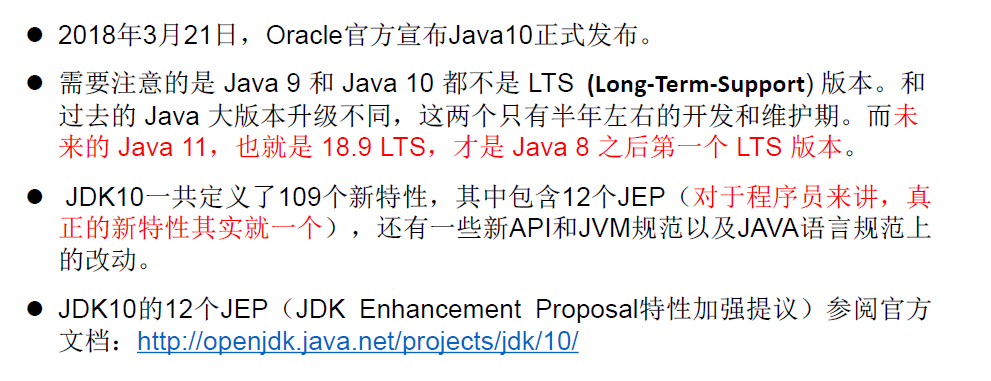 ● 2018年3月21日，Oracle官方宣布Java10正式发布。
● 需要注意的是 Java 9 和 Java 10 都不是 LTS (Long-Term-Support) 版本。和
过去的 Java 大版本升级不同，这两个只有半年左右的开发和维护期。而未
来的 Java 11，也就是 18.9 LTS，才是 Java 8 之后第一个 LTS 版本。
● JDK10一共定义了109个新特性，其中包含12个JEP（对于程序员来讲，真
正的新特性其实就一个），还有一些新API和JVM规范以及JAVA语言规范上
的改动。
● JDK10的12个JEP（JDK Enhancement Proposal特性加强提议）参阅官方
文档：http://openjdk.java.net/projects/jdk/10/